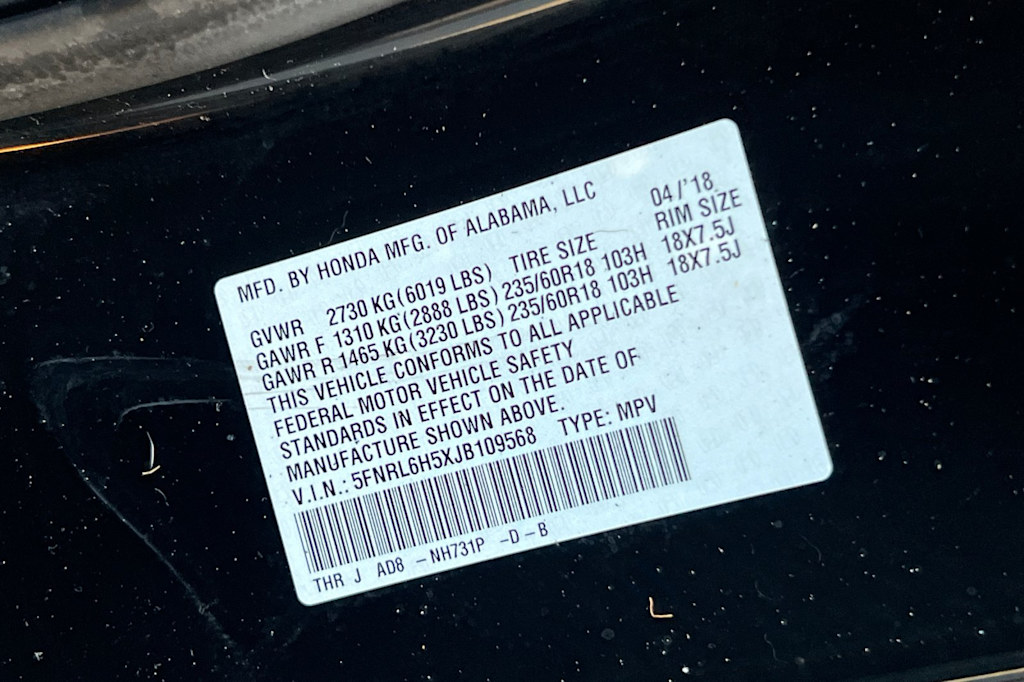 MFD. BY HONDA MFG. OF ALABAMA, LLC 04/'18
GVWR 2730 KG(6019 LBS) TIRE SIZE RIM SIZE
GAWR F 1310 KG(2888 LBS) 235/60R18 103H 18X7.5J
GAWR R 1465 KG(3230 LBS) 235/60R18 103H 18X7.5J
THIS VEHICLE CONFORMS TO ALL APPLICABLE
FEDERAL MOTOR VEHICLE SAFETY
STANDARDS IN EFFECT ON THE DATE OF
MANUFACTURE SHOWN ABOVE.
V.I.N.: 5FNRL6H5XJB109568 TYPE: MPV
THR J AD8 -NH731P -D-B